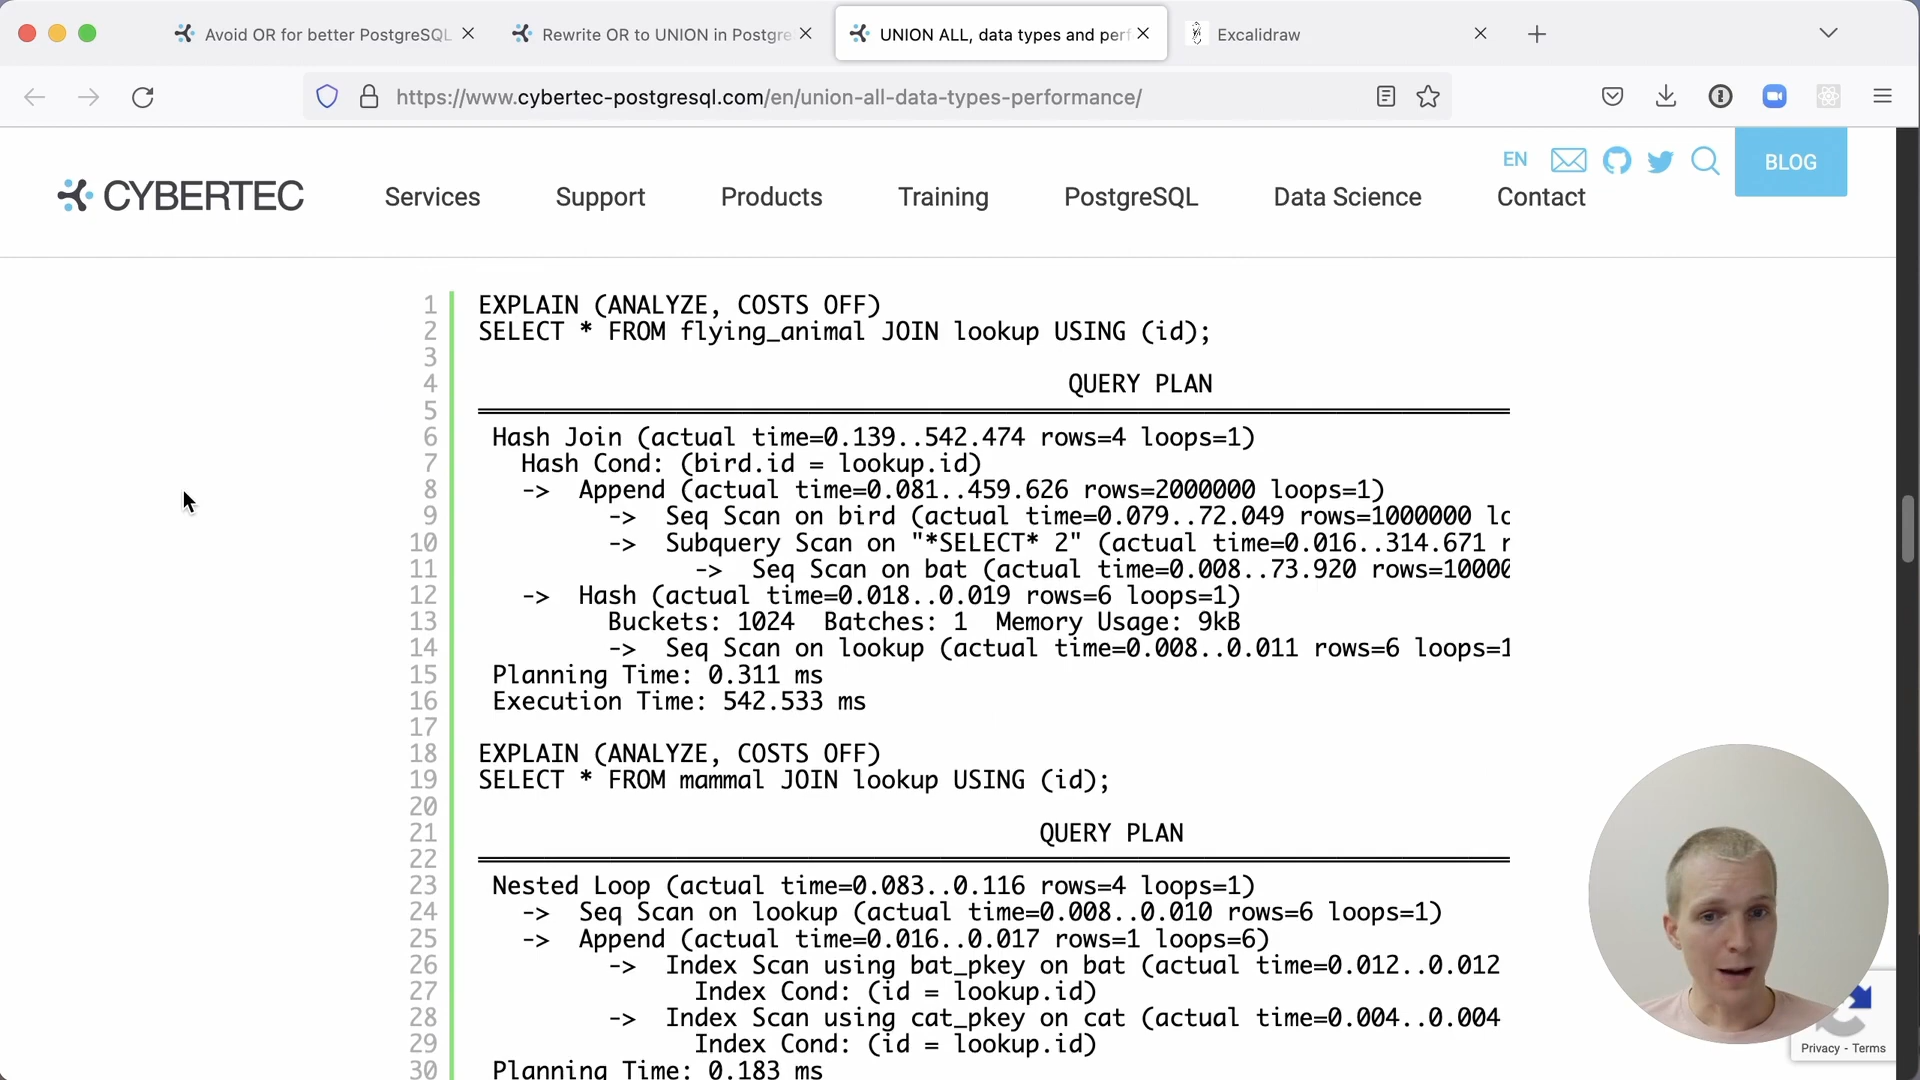 Avoid OR for better PostgreSQL
Rewrite OR to UNION in Postgre
UNION ALL, data types and perf
Excalidraw
https://www.cybertec-postgresql.com/en/union-all-data-types-performance/
EN
BLOG
CYBERTEC
Services
Support
Products
Training
PostgreSQL
Data Science
Contact
1 EXPLAIN (ANALYZE, COSTS OFF)
2 SELECT * FROM flying_animal JOIN lookup USING (id);
3
4 QUERY PLAN
5
6 Hash Join (actual time=0.139..542.474 rows=4 loops=1)
7 Hash Cond: (bird.id = lookup.id)
8 -> Append (actual time=0.081..459.626 rows=2000000 loops=1)
9 -> Seq Scan on bird (actual time=0.079..72.049 rows=1000000 lo
10 -> Subquery Scan on "*SELECT* 2" (actual time=0.016..314.671 r
11 -> Seq Scan on bat (actual time=0.008..73.920 rows=10000
12 -> Hash (actual time=0.018..0.019 rows=6 loops=1)
13 Buckets: 1024 Batches: 1 Memory Usage: 9kB
14 -> Seq Scan on lookup (actual time=0.008..0.011 rows=6 loops=1
15 Planning Time: 0.311 ms
16 Execution Time: 542.533 ms
17
18 EXPLAIN (ANALYZE, COSTS OFF)
19 SELECT * FROM mammal JOIN lookup USING (id);
20
21 QUERY PLAN
22
23 Nested Loop (actual time=0.083..0.116 rows=4 loops=1)
24 -> Seq Scan on lookup (actual time=0.008..0.010 rows=6 loops=1)
25 -> Append (actual time=0.016..0.017 rows=1 loops=6)
26 -> Index Scan using bat_pkey on bat (actual time=0.012..0.012
27 Index Cond: (id = lookup.id)
28 -> Index Scan using cat_pkey on cat (actual time=0.004..0.004
29 Index Cond: (id = lookup.id)
30 Planning Time: 0.183 ms
Privacy - Terms